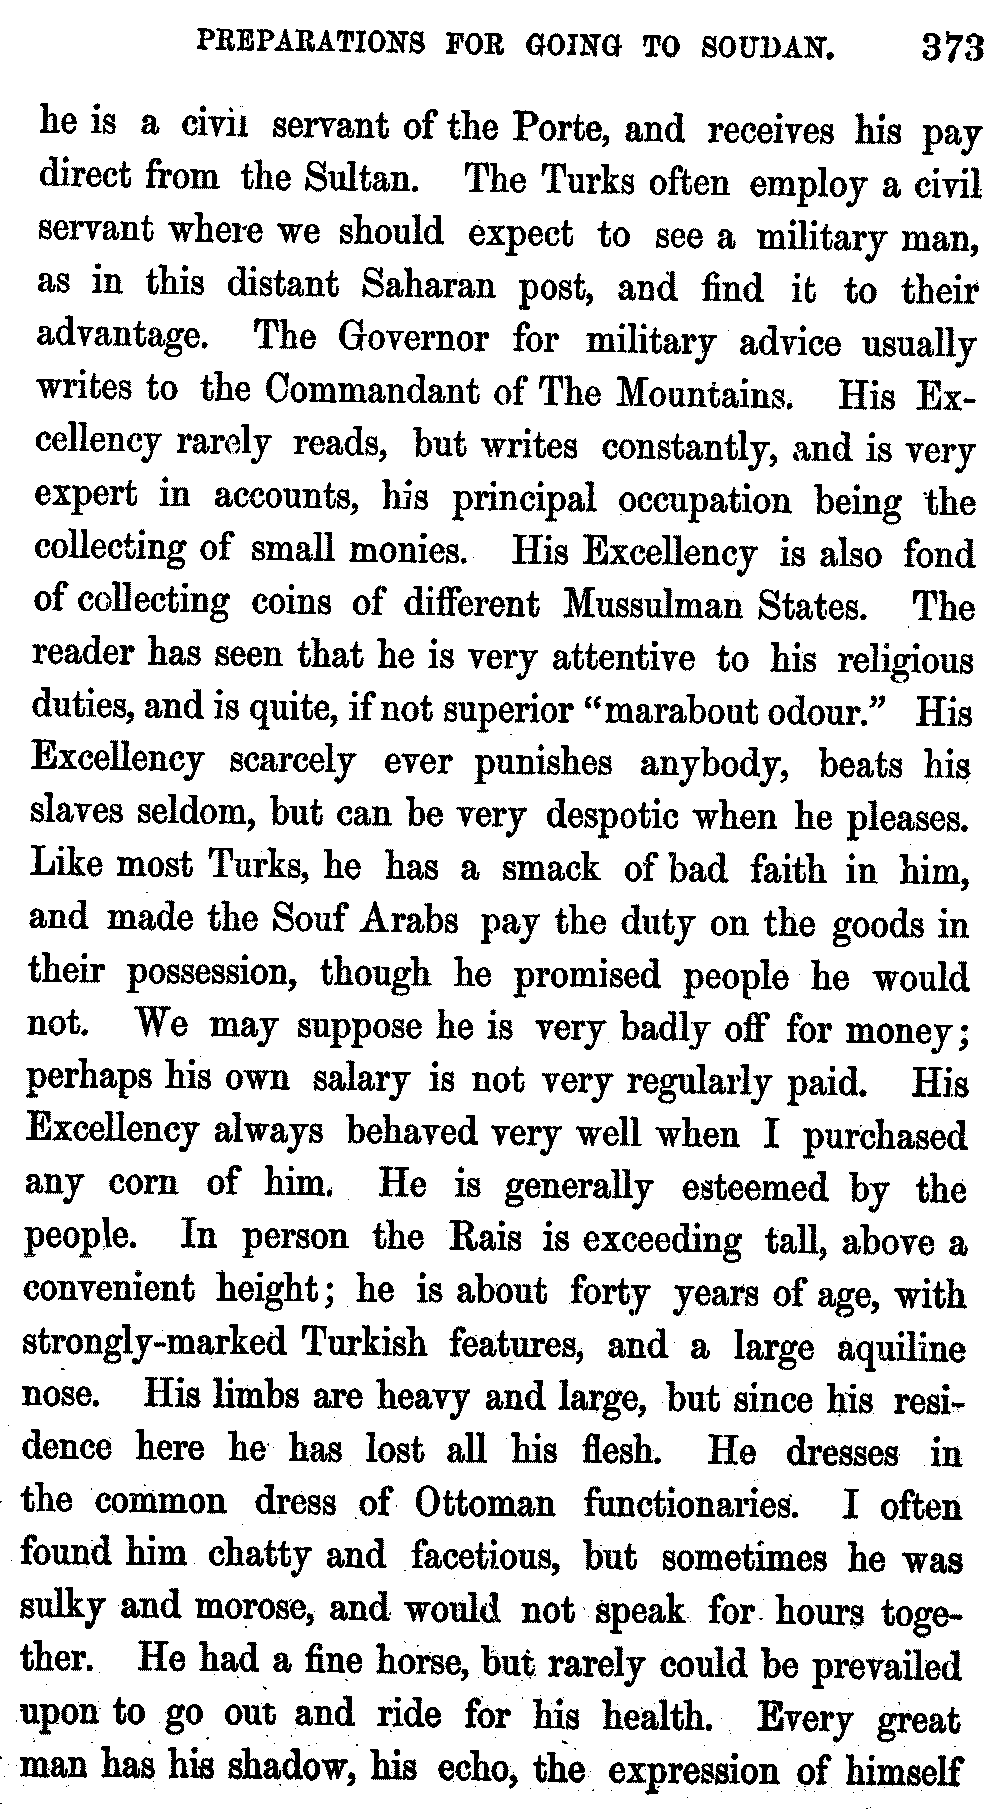 PREPARATIONS FOR GOING TO SOUDAN. 373
he is a civil servant of the Porte, and receives his pay
direct from the Sultan. The Turks often employ a civil
servant where we should expect to see a military man,
as in this distant Saharan post, and find it to their
advantage. The Governor for military advice usually
writes to the Commandant of The Mountains. His Ex-
cellency rarely reads, but writes constantly, and is very
expert in accounts, his principal occupation being the
collecting of small monies. His Excellency is also fond
of collecting coins of different Mussulman States. The
reader has seen that he is very attentive to his religious
duties, and is quite, if not superior "marabout odour." His
Excellency scarcely ever punishes anybody, beats his
slaves seldom, but can be very despotic when he pleases.
Like most Turks, he has a smack of bad faith in him,
and made the Souf Arabs pay the duty on the goods in
their possession, though he promised people he would
not. We may suppose he is very badly off for money;
perhaps his own salary is not very regularly paid. His
Excellency always behaved very well when I purchased
any corn of him. He is generally esteemed by the
people. In person the Rais is exceeding tall, above a
convenient height; he is about forty years of age, with
strongly-marked Turkish features, and a large aquiline
nose. His limbs are heavy and large, but since his resi-
dence here he has lost all his flesh. He dresses in
the common dress of Ottoman functionaries. I often
found him chatty and facetious, but sometimes he was
sulky and morose, and would not speak for hours toge-
ther. He had a fine horse, but rarely could be prevailed
upon to go out and ride for his health. Every great
man has his shadow, his echo, the expression of himself